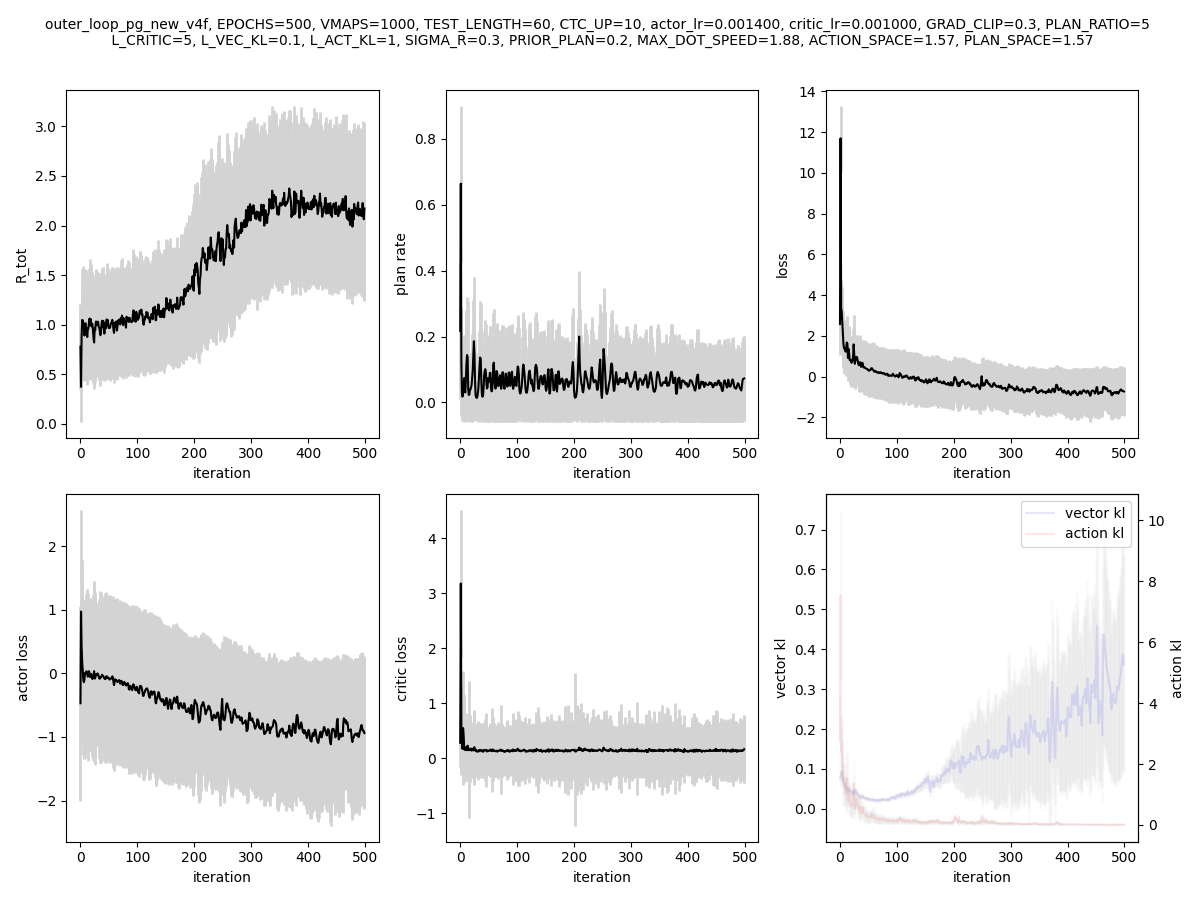 outer_loop_pg_new_v4f, EPOCHS=500, VMAPS=1000, TEST_LENGTH=60, CTC_UP=10, actor_lr=0.001400, critic_lr=0.001000, GRAD_CLIP=0.3, PLAN_RATIO=5
L_CRITIC=5, L_VEC_KL=0.1, L_ACT_KL=1, SIGMA_R=0.3, PRIOR_PLAN=0.2, MAX_DOT_SPEED=1.88, ACTION_SPACE=1.57, PLAN_SPACE=1.57
R_tot
3.0
2.5
2.0
1.5
1.0
0.5
0.0
0 100 200 300 400 500
iteration
plan rate
0.8
0.6
0.4
0.2
0.0
0 100 200 300 400 500
iteration
loss
14
12
10
8
6
4
2
0
−2
0 100 200 300 400 500
iteration
actor loss
2
1
0
−1
−2
0 100 200 300 400 500
iteration
critic loss
4
3
2
1
0
−1
0 100 200 300 400 500
iteration
vector kl
0.7
0.6
0.5
0.4
0.3
0.2
0.1
0.0
0 100 200 300 400 500
iteration
vector kl
action kl
10
8
6
4
2
0
action kl